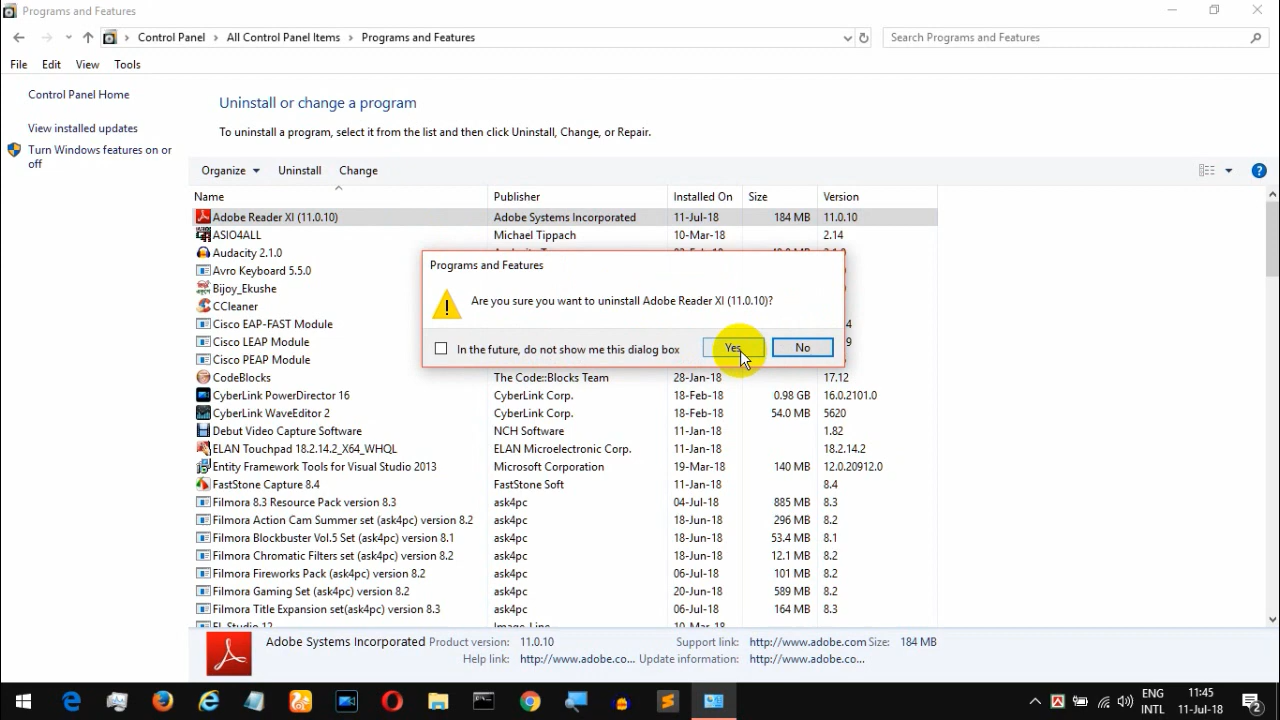 Programs and Features
Control Panel > All Control Panel Items > Programs and Features
Search Programs and Features
File Edit View Tools
Control Panel Home
View installed updates
Turn Windows features on or
off
Uninstall or change a program
To uninstall a program, select it from the list and then click Uninstall, Change, or Repair.
Organize Uninstall Change
Name Publisher Installed On Size Version
Adobe Reader XI (11.0.10) Adobe Systems Incorporated 11-Jul-18 184 MB 11.0.10
ASIO4ALL Michael Tippach 10-Mar-18 2.14
Audacity 2.1.0
Avro Keyboard 5.5.0
Bijoy_Ekushe
CCleaner
Cisco EAP-FAST Module 4
Cisco LEAP Module 9
Cisco PEAP Module
Programs and Features
Are you sure you want to uninstall Adobe Reader XI (11.0.10)?
In the future, do not show me this dialog box
Yes No
CodeBlocks The Code::Blocks Team 28-Jan-18 17.12
CyberLink PowerDirector 16 CyberLink Corp. 18-Feb-18 0.98 GB 16.0.2101.0
CyberLink WaveEditor 2 CyberLink Corp. 18-Feb-18 54.0 MB 5620
Debut Video Capture Software NCH Software 11-Jan-18 1.82
ELAN Touchpad 18.2.14.2_X64_WHQL ELAN Microelectronic Corp. 11-Jan-18 18.2.14.2
Entity Framework Tools for Visual Studio 2013 Microsoft Corporation 19-Mar-18 140 MB 12.0.20912.0
FastStone Capture 8.4 FastStone Soft 11-Jan-18 8.4
Filmora 8.3 Resource Pack version 8.3 ask4pc 04-Jul-18 885 MB 8.3
Filmora Action Cam Summer set (ask4pc) version 8.2 ask4pc 18-Jun-18 296 MB 8.2
Filmora Blockbuster Vol.5 Set (ask4pc) version 8.1 ask4pc 18-Jun-18 53.4 MB 8.1
Filmora Chromatic Filters set (ask4pc) version 8.2 ask4pc 18-Jun-18 12.1 MB 8.2
Filmora Fireworks Pack (ask4pc) version 8.2 ask4pc 06-Jul-18 101 MB 8.2
Filmora Gaming Set (ask4pc) version 8.2 ask4pc 20-Jun-18 589 MB 8.2
Filmora Title Expansion set(ask4pc) version 8.3 ask4pc 06-Jul-18 164 MB 8.3
FL Studio 12 Image-Line 10-Mar-18
Adobe Systems Incorporated Product version: 11.0.10 Support link: http://www.adobe.com Size: 184 MB
Help link: http://www.adobe.co... Update information: http://www.adobe.co...
ENG 11:45
INTL 11-Jul-18 2